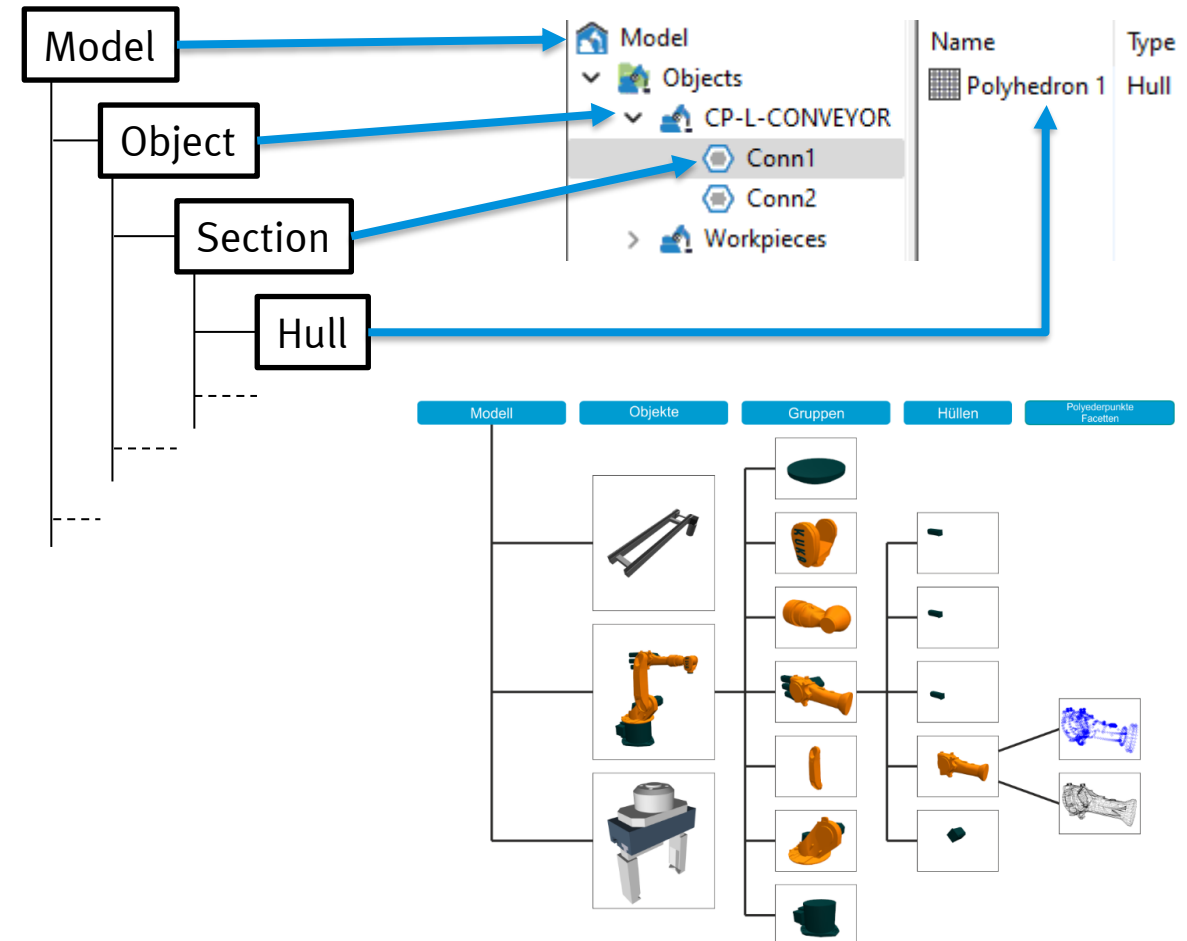 Model
Object
Section
Hull
Model
Objects
CP-L-CONVEYOR
Conn1
Conn2
Workpieces
Name Type
Polyhedron 1 Hull
Modell
Objekte
Gruppen
Hüllen
Polyederpunkte
Facetten
KUKA